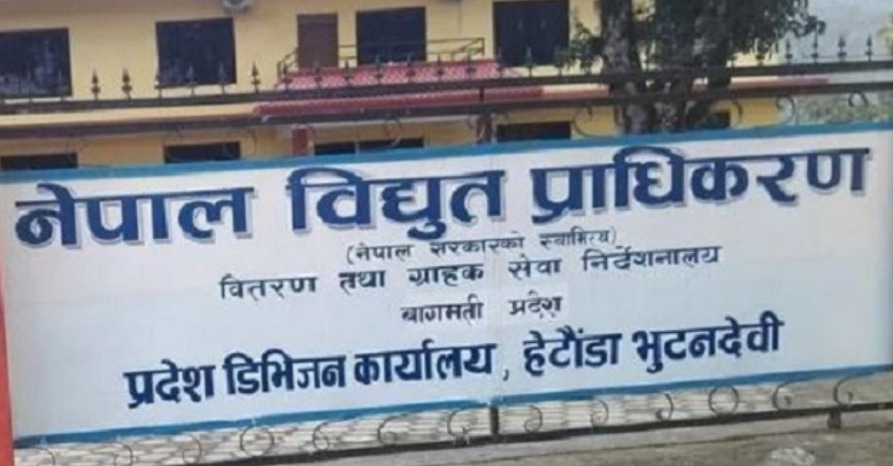 नेपाल विद्युत प्राधिकरण
(नेपाल सरकारको स्वामित्व)
वितरण तथा ग्राहक सेवा निर्देशनालय
बागमती प्रदेश
प्रदेश डिभिजन कार्यालय, हेटौंडा भुटनदेवी